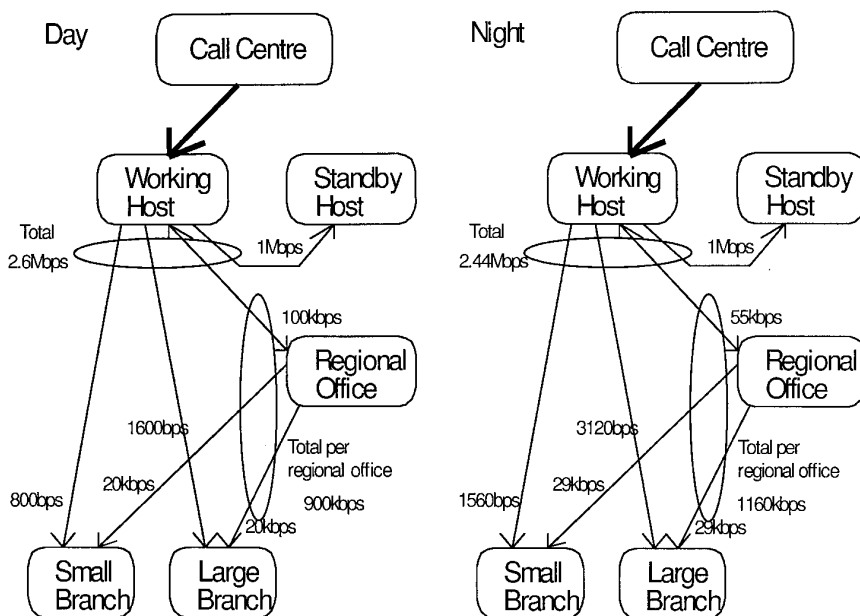 Day
Call Centre
Working
Host
Standby
Host
Total
2.6Mbps
1Mbps
100kbps
Regional
Office
1600bps
Total per
regional office
900kbps
20kbps
800bps
20kbps
Small
Branch
Large
Branch
Night
Call Centre
Working
Host
Standby
Host
Total
2.44Mbps
1Mbps
55kbps
Regional
Office
3120bps
Total per
regional office
1160kbps
29kbps
1560bps
29kbps
Small
Branch
Large
Branch